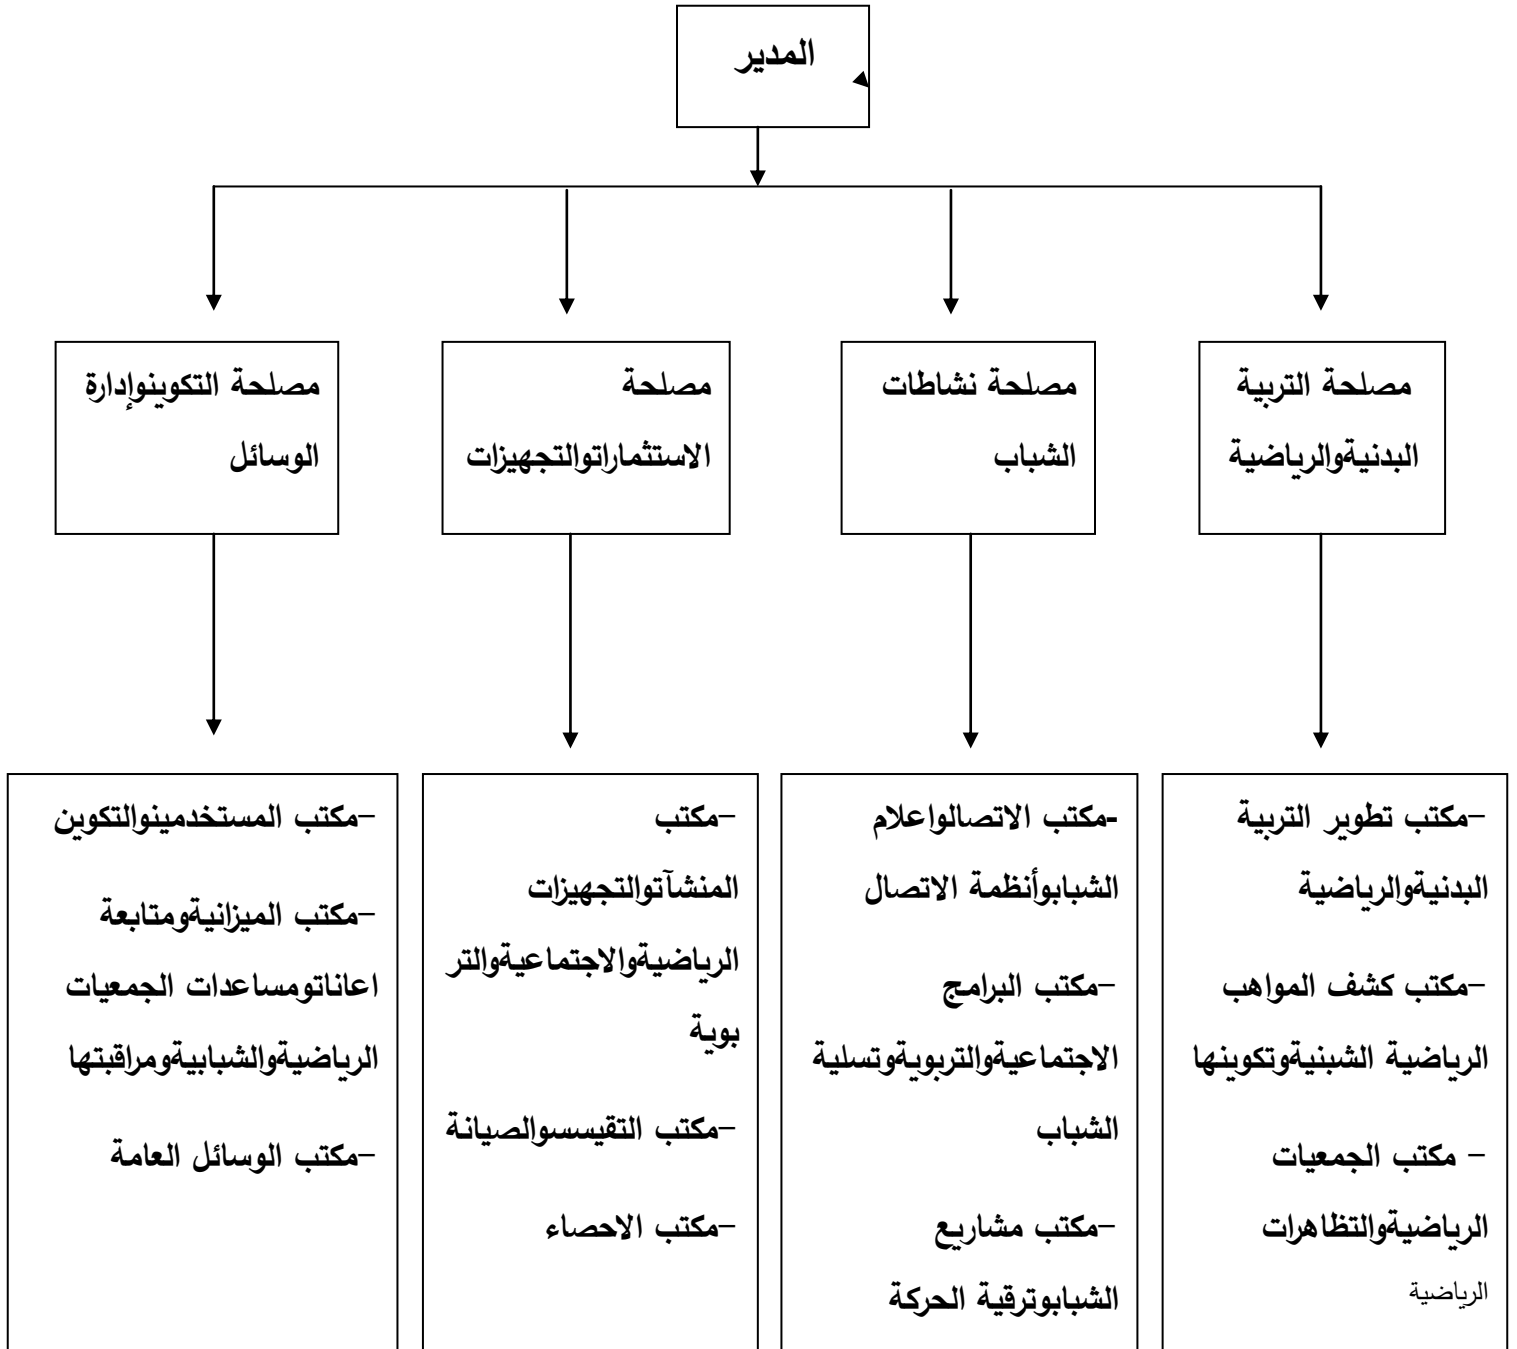 المدير
مصلحة التربية
البدنيةوالرياضية
مصلحة نشاطات
الشباب
مصلحة
الاستثماراتوالتجهيزات
مصلحة التكوينوإدارة
الوسائل
–مكتب تطوير التربية
البدنيةوالرياضية
–مكتب كشف المواهب
الرياضية الشبنيةوتكوينها
– مكتب الجمعيات
الرياضيةوالتظاهرات
الرياضية
-مكتب الاتصالواعلام
الشبابوأنظمة الاتصال
–مكتب البرامج
الاجتماعيةوالتربويةوتسلية
الشباب
–مكتب مشاريع
الشبابوترقية الحركة
–مكتب
المنشآتوالتجهيزات
الرياضيةوالاجتماعيةوالتر
بوية
–مكتب التقيسسوالصيانة
–مكتب الاحصاء
–مكتب المستخدمينوالتكوين
–مكتب الميزانيةومتابعة
اعاناتومساعدات الجمعيات
الرياضيةوالشبابيةومراقبتها
–مكتب الوسائل العامة